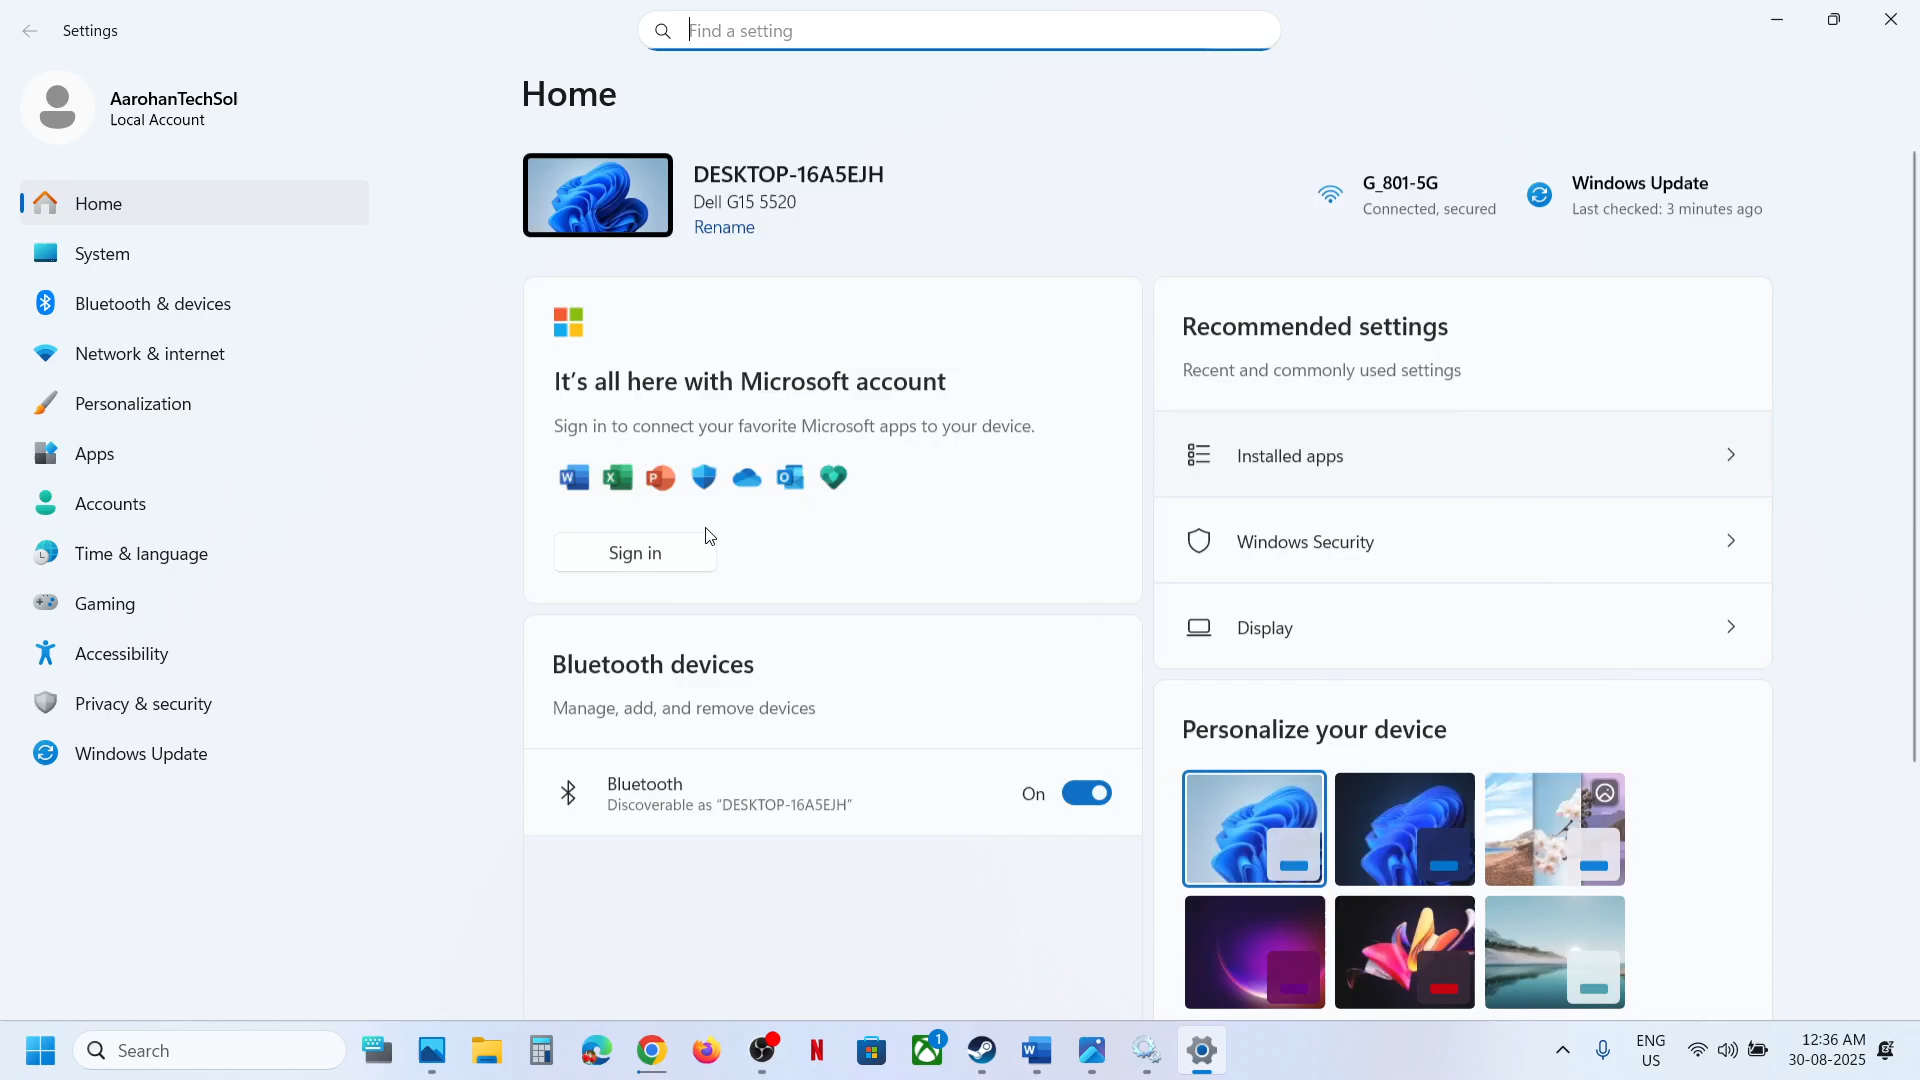 Settings
Find a setting
AarohanTechSol
Local Account
Home
System
Bluetooth & devices
Network & internet
Personalization
Apps
Accounts
Time & language
Gaming
Accessibility
Privacy & security
Windows Update
Home
DESKTOP-16A5EJH
Dell G15 5520
Rename
G_801-5G
Connected, secured
Windows Update
Last checked: 3 minutes ago
It's all here with Microsoft account
Sign in to connect your favorite Microsoft apps to your device.
Sign in
Bluetooth devices
Manage, add, and remove devices
Bluetooth
Discoverable as "DESKTOP-16A5EJH"
On
Recommended settings
Recent and commonly used settings
Installed apps
Windows Security
Display
Personalize your device
Search
1
ENG
US
12:36 AM
30-08-2025